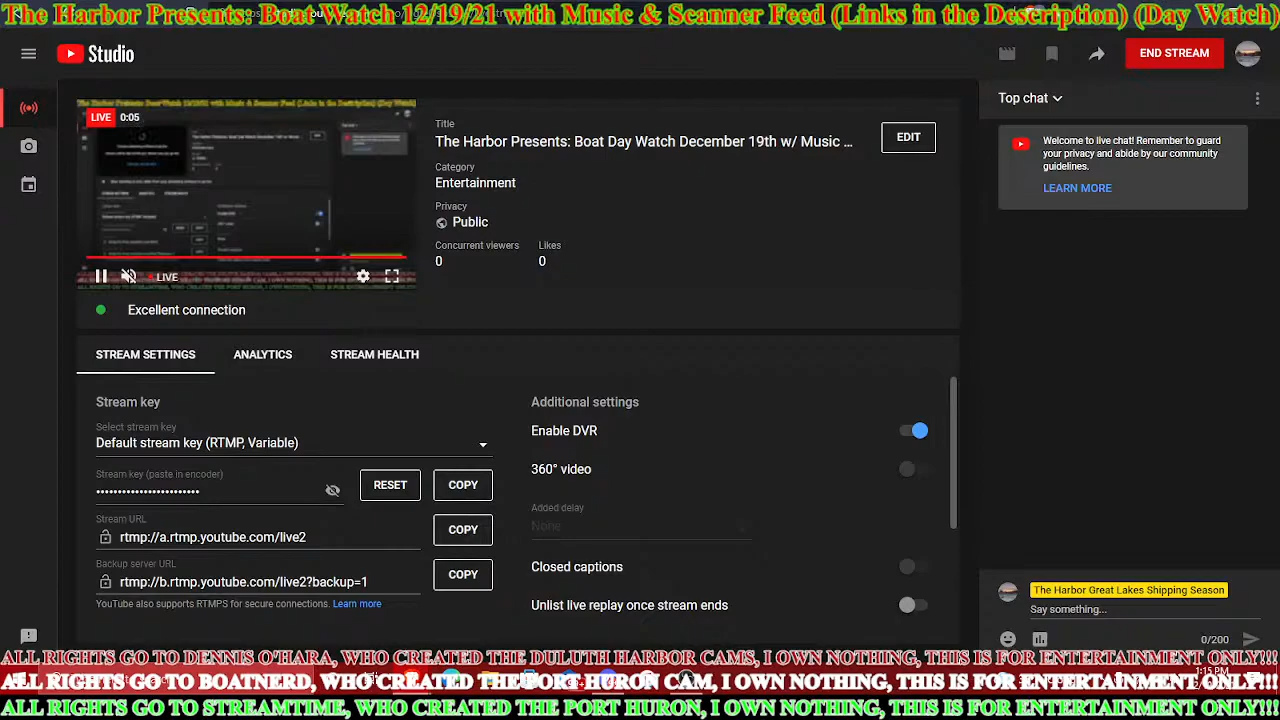 The Harbor Presents: Boat Watch 12/19/21 with Music & Scanner Feed (Links in the Description) (Day Watch)
Studio
END STREAM
LIVE 0:05
LIVE
Excellent connection
Title
The Harbor Presents: Boat Day Watch December 19th w/ Music ...
EDIT
Category
Entertainment
Privacy
Public
Concurrent viewers
0
Likes
0
Top chat
Welcome to live chat! Remember to guard
your privacy and abide by our community
guidelines.
LEARN MORE
STREAM SETTINGS
ANALYTICS
STREAM HEALTH
Stream key
Select stream key
Default stream key (RTMP, Variable)
Stream key (paste in encoder)
••••••••••••••••••••••••
RESET
COPY
Stream URL
rtmp://a.rtmp.youtube.com/live2
COPY
Backup server URL
rtmp://b.rtmp.youtube.com/live2?backup=1
COPY
YouTube also supports RTMPS for secure connections. Learn more
Additional settings
Enable DVR
360° video
Added delay
None
Closed captions
Unlist live replay once stream ends
The Harbor Great Lakes Shipping Season
Say something...
0/200
ALL RIGHTS GO TO DENNIS O'HARA, WHO CREATED THE DULUTH HARBOR CAMS, I OWN NOTHING, THIS IS FOR ENTERTAINMENT ONLY!!!
1:15 PM
ALL RIGHTS GO TO BOATNERD, WHO CREATED THE PORT HURON CAM, I OWN NOTHING, THIS IS FOR ENTERTAINMENT ONLY!!!
ALL RIGHTS GO TO STREAMTIME, WHO CREATED THE PORT HURON, I OWN NOTHING, THIS IS FOR ENTERTAINMENT ONLY!!!